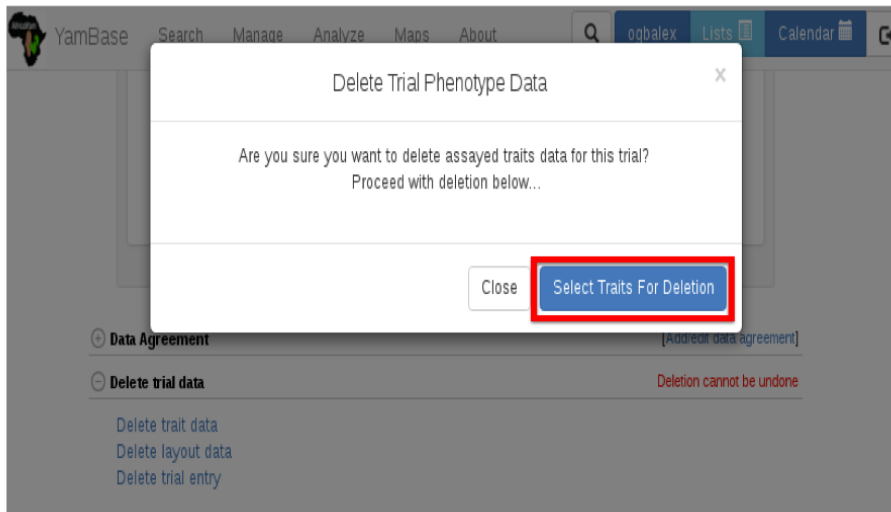 YamBase Search Manage Analyze Maps About ogbalex Lists Calendar
Delete Trial Phenotype Data x
Are you sure you want to delete assayed traits data for this trial?
Proceed with deletion below...
Close Select Traits For Deletion
Data Agreement [Add/edit data agreement]
Delete trial data Deletion cannot be undone
Delete trait data
Delete layout data
Delete trial entry